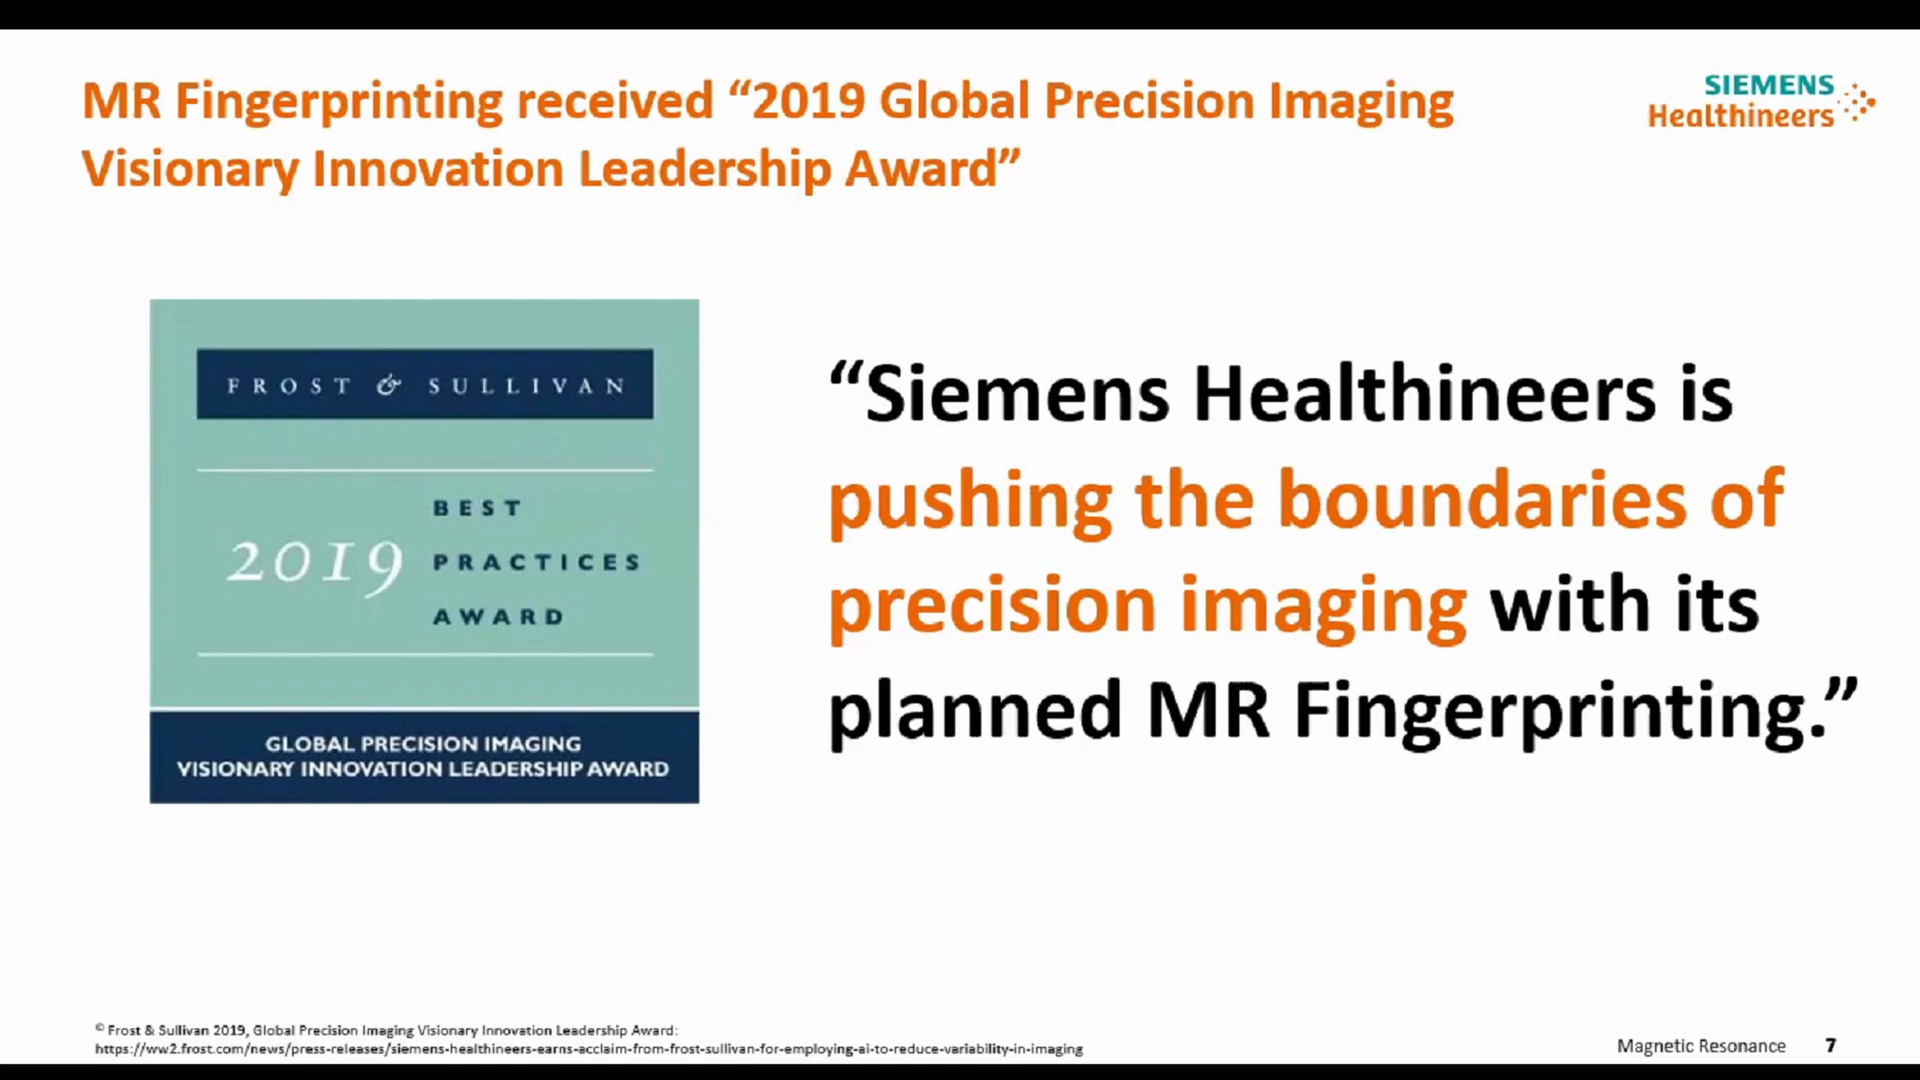 MR Fingerprinting received “2019 Global Precision Imaging
Visionary Innovation Leadership Award”
SIEMENS
Healthineers
FROST & SULLIVAN
2019
BEST
PRACTICES
AWARD
GLOBAL PRECISION IMAGING
VISIONARY INNOVATION LEADERSHIP AWARD
“Siemens Healthineers is
pushing the boundaries of
precision imaging with its
planned MR Fingerprinting.”
© Frost & Sullivan 2019, Global Precision Imaging Visionary Innovation Leadership Award:
https://ww2.frost.com/news/press-releases/siemens-healthineers-earns-acclaim-from-frost-sullivan-for-employing-ai-to-reduce-variability-in-imaging
Magnetic Resonance 7